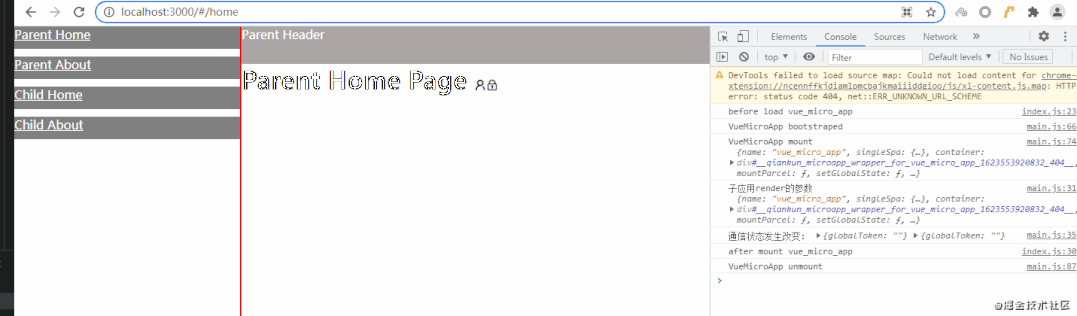 localhost:3000/#/home
Parent Home
Parent About
Child Home
Child About
Parent Header
Parent Home Page
Elements Console Sources Network »
top ▼ Filter Default levels ▼ No Issues
DevTools failed to load source map: Could not load content for chrome-e
xtension://ncennffkjdiamlpmcbajkmaiiiddgioo/js/xl-content.js.map: HTTP
error: status code 404, net::ERR_UNKNOWN_URL_SCHEME
before load vue_micro_app index.js:23
VueMicroApp bootstraped main.js:66
VueMicroApp mount main.js:74
{name: "vue_micro_app", singleSpa: {…}, container:
▶ div#__qiankun_microapp_wrapper_for_vue_micro_app_1623553920832_404__,
mountParcel: ƒ, setGlobalState: ƒ, …}
子应用render的参数 main.js:31
{name: "vue_micro_app", singleSpa: {…}, container:
▶ div#__qiankun_microapp_wrapper_for_vue_micro_app_1623553920832_404__,
mountParcel: ƒ, setGlobalState: ƒ, …}
通信状态发生改变: ▶ {globalToken: ""} ▶ {globalToken: ""} main.js:35
after mount vue_micro_app index.js:30
VueMicroApp unmount main.js:87
@掘金技术社区